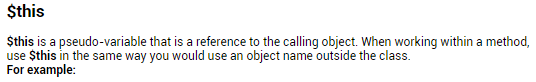 $this
$this is a pseudo-variable that is a reference to the calling object. When working within a method,
use $this in the same way you would use an object name outside the class.
For example: